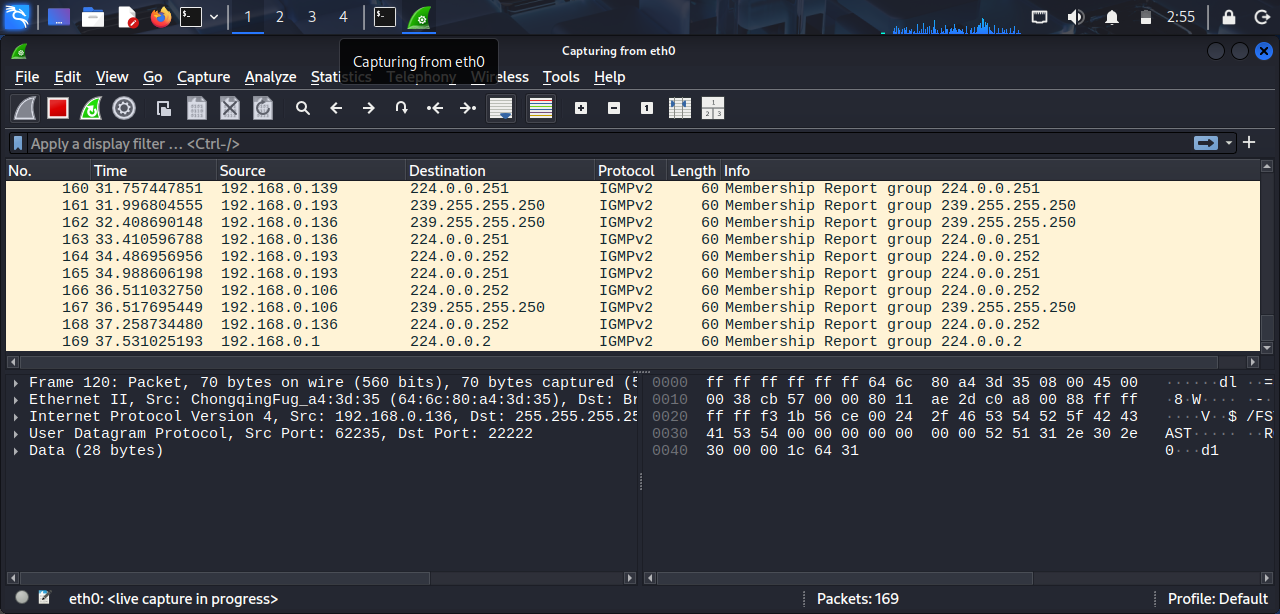 1 2 3 4 2:55
Capturing from eth0
File Edit View Go Capture Analyze Statistics Telephony Wireless Tools Help
Capturing from eth0
Apply a display filter … <Ctrl-/>
No. Time Source Destination Protocol Length Info
160 31.757447851 192.168.0.139 224.0.0.251 IGMPv2 60 Membership Report group 224.0.0.251
161 31.996804555 192.168.0.193 239.255.255.250 IGMPv2 60 Membership Report group 239.255.255.250
162 32.408690148 192.168.0.136 239.255.255.250 IGMPv2 60 Membership Report group 239.255.255.250
163 33.410596788 192.168.0.136 224.0.0.251 IGMPv2 60 Membership Report group 224.0.0.251
164 34.486956956 192.168.0.193 224.0.0.252 IGMPv2 60 Membership Report group 224.0.0.252
165 34.988606198 192.168.0.193 224.0.0.251 IGMPv2 60 Membership Report group 224.0.0.251
166 36.511032750 192.168.0.106 224.0.0.252 IGMPv2 60 Membership Report group 224.0.0.252
167 36.517695449 192.168.0.106 239.255.255.250 IGMPv2 60 Membership Report group 239.255.255.250
168 37.258734480 192.168.0.136 224.0.0.252 IGMPv2 60 Membership Report group 224.0.0.252
169 37.531025193 192.168.0.1 224.0.0.2 IGMPv2 60 Membership Report group 224.0.0.2
Frame 120: Packet, 70 bytes on wire (560 bits), 70 bytes captured (5
Ethernet II, Src: ChongqingFug_a4:3d:35 (64:6c:80:a4:3d:35), Dst: Br
Internet Protocol Version 4, Src: 192.168.0.136, Dst: 255.255.255.25
User Datagram Protocol, Src Port: 62235, Dst Port: 22222
Data (28 bytes)
0000 ff ff ff ff ff ff 64 6c 80 a4 3d 35 08 00 45 00 ······dl ··=
0010 00 38 cb 57 00 00 80 11 ae 2d c0 a8 00 88 ff ff ·8·W···· ·-·
0020 ff ff f3 1b 56 ce 00 24 2f 46 53 54 52 5f 42 43 ····V··$ /FS
0030 41 53 54 00 00 00 00 00 00 00 52 51 31 2e 30 2e AST····· ··R
0040 30 00 00 1c 64 31 0···d1
eth0: <live capture in progress> Packets: 169 Profile: Default